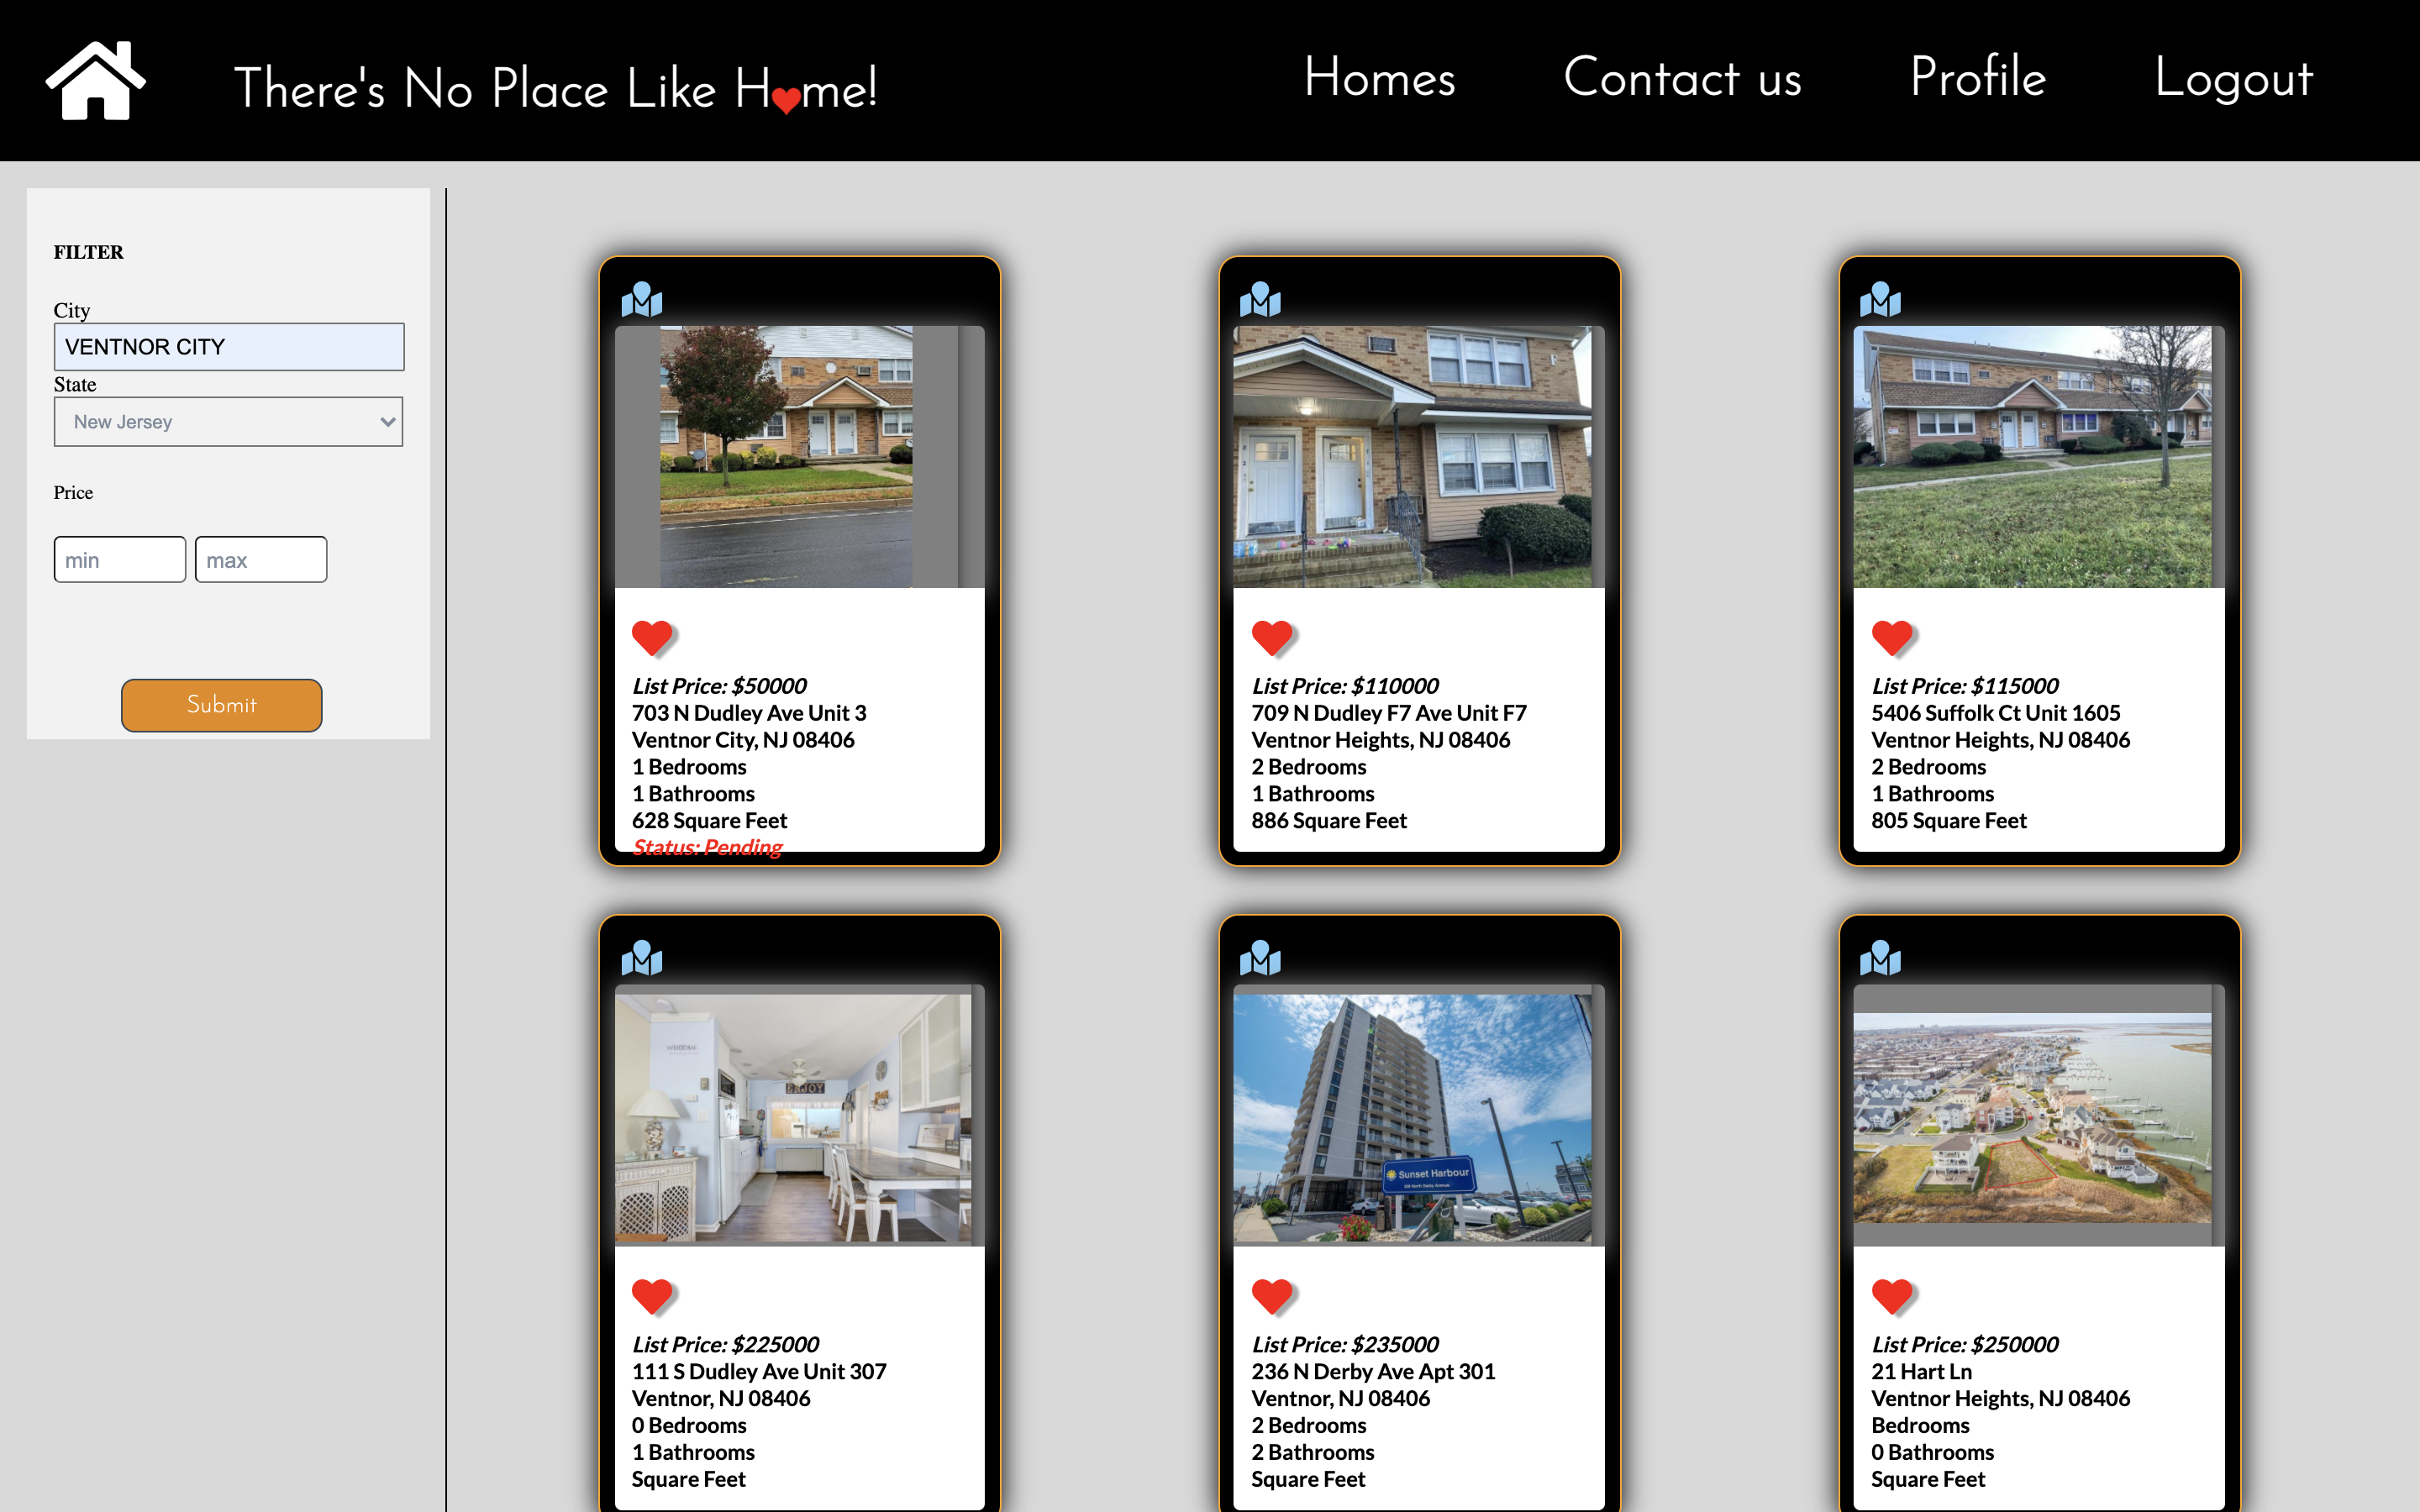 There's No Place Like H❤me!
Homes
Contact us
Profile
Logout
FILTER
City
VENTNOR CITY
State
New Jersey
Price
min
max
Submit
List Price: $50000
703 N Dudley Ave Unit 3
Ventnor City, NJ 08406
1 Bedrooms
1 Bathrooms
628 Square Feet
Status: Pending
List Price: $110000
709 N Dudley F7 Ave Unit F7
Ventnor Heights, NJ 08406
2 Bedrooms
1 Bathrooms
886 Square Feet
List Price: $115000
5406 Suffolk Ct Unit 1605
Ventnor Heights, NJ 08406
2 Bedrooms
1 Bathrooms
805 Square Feet
ENJOY
List Price: $225000
111 S Dudley Ave Unit 307
Ventnor, NJ 08406
0 Bedrooms
1 Bathrooms
Square Feet
Sunset Harbour
List Price: $235000
236 N Derby Ave Apt 301
Ventnor, NJ 08406
2 Bedrooms
2 Bathrooms
Square Feet
List Price: $250000
21 Hart Ln
Ventnor Heights, NJ 08406
Bedrooms
0 Bathrooms
Square Feet